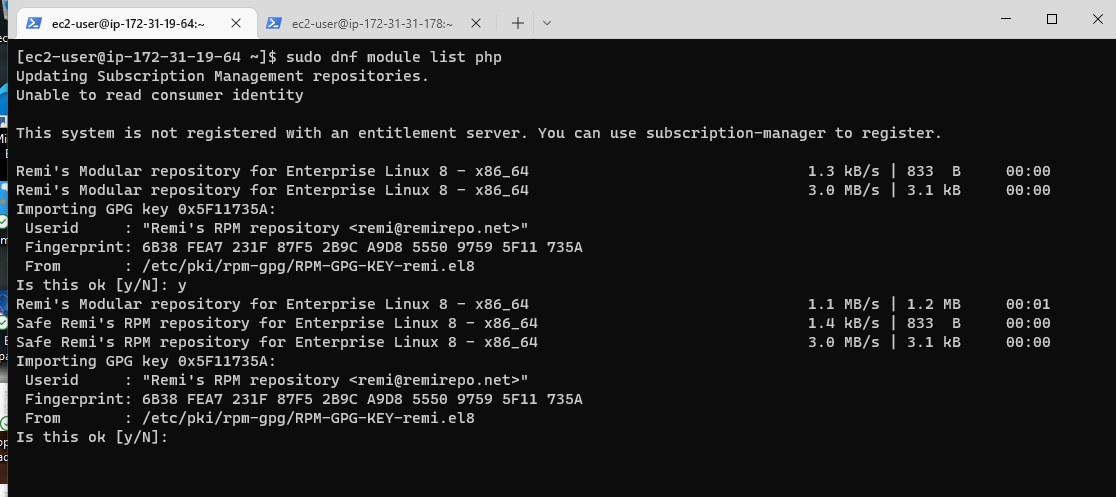 ec2-user@ip-172-31-19-64:~
ec2-user@ip-172-31-31-178:~
[ec2-user@ip-172-31-19-64 ~]$ sudo dnf module list php
Updating Subscription Management repositories.
Unable to read consumer identity
This system is not registered with an entitlement server. You can use subscription-manager to register.
Remi's Modular repository for Enterprise Linux 8 - x86_64 1.3 kB/s | 833 B 00:00
Remi's Modular repository for Enterprise Linux 8 - x86_64 3.0 MB/s | 3.1 kB 00:00
Importing GPG key 0x5F11735A:
Userid : "Remi's RPM repository <remi@remirepo.net>"
Fingerprint: 6B38 FEA7 231F 87F5 2B9C A9D8 5550 9759 5F11 735A
From : /etc/pki/rpm-gpg/RPM-GPG-KEY-remi.el8
Is this ok [y/N]: y
Remi's Modular repository for Enterprise Linux 8 - x86_64 1.1 MB/s | 1.2 MB 00:01
Safe Remi's RPM repository for Enterprise Linux 8 - x86_64 1.4 kB/s | 833 B 00:00
Safe Remi's RPM repository for Enterprise Linux 8 - x86_64 3.0 MB/s | 3.1 kB 00:00
Importing GPG key 0x5F11735A:
Userid : "Remi's RPM repository <remi@remirepo.net>"
Fingerprint: 6B38 FEA7 231F 87F5 2B9C A9D8 5550 9759 5F11 735A
From : /etc/pki/rpm-gpg/RPM-GPG-KEY-remi.el8
Is this ok [y/N]: